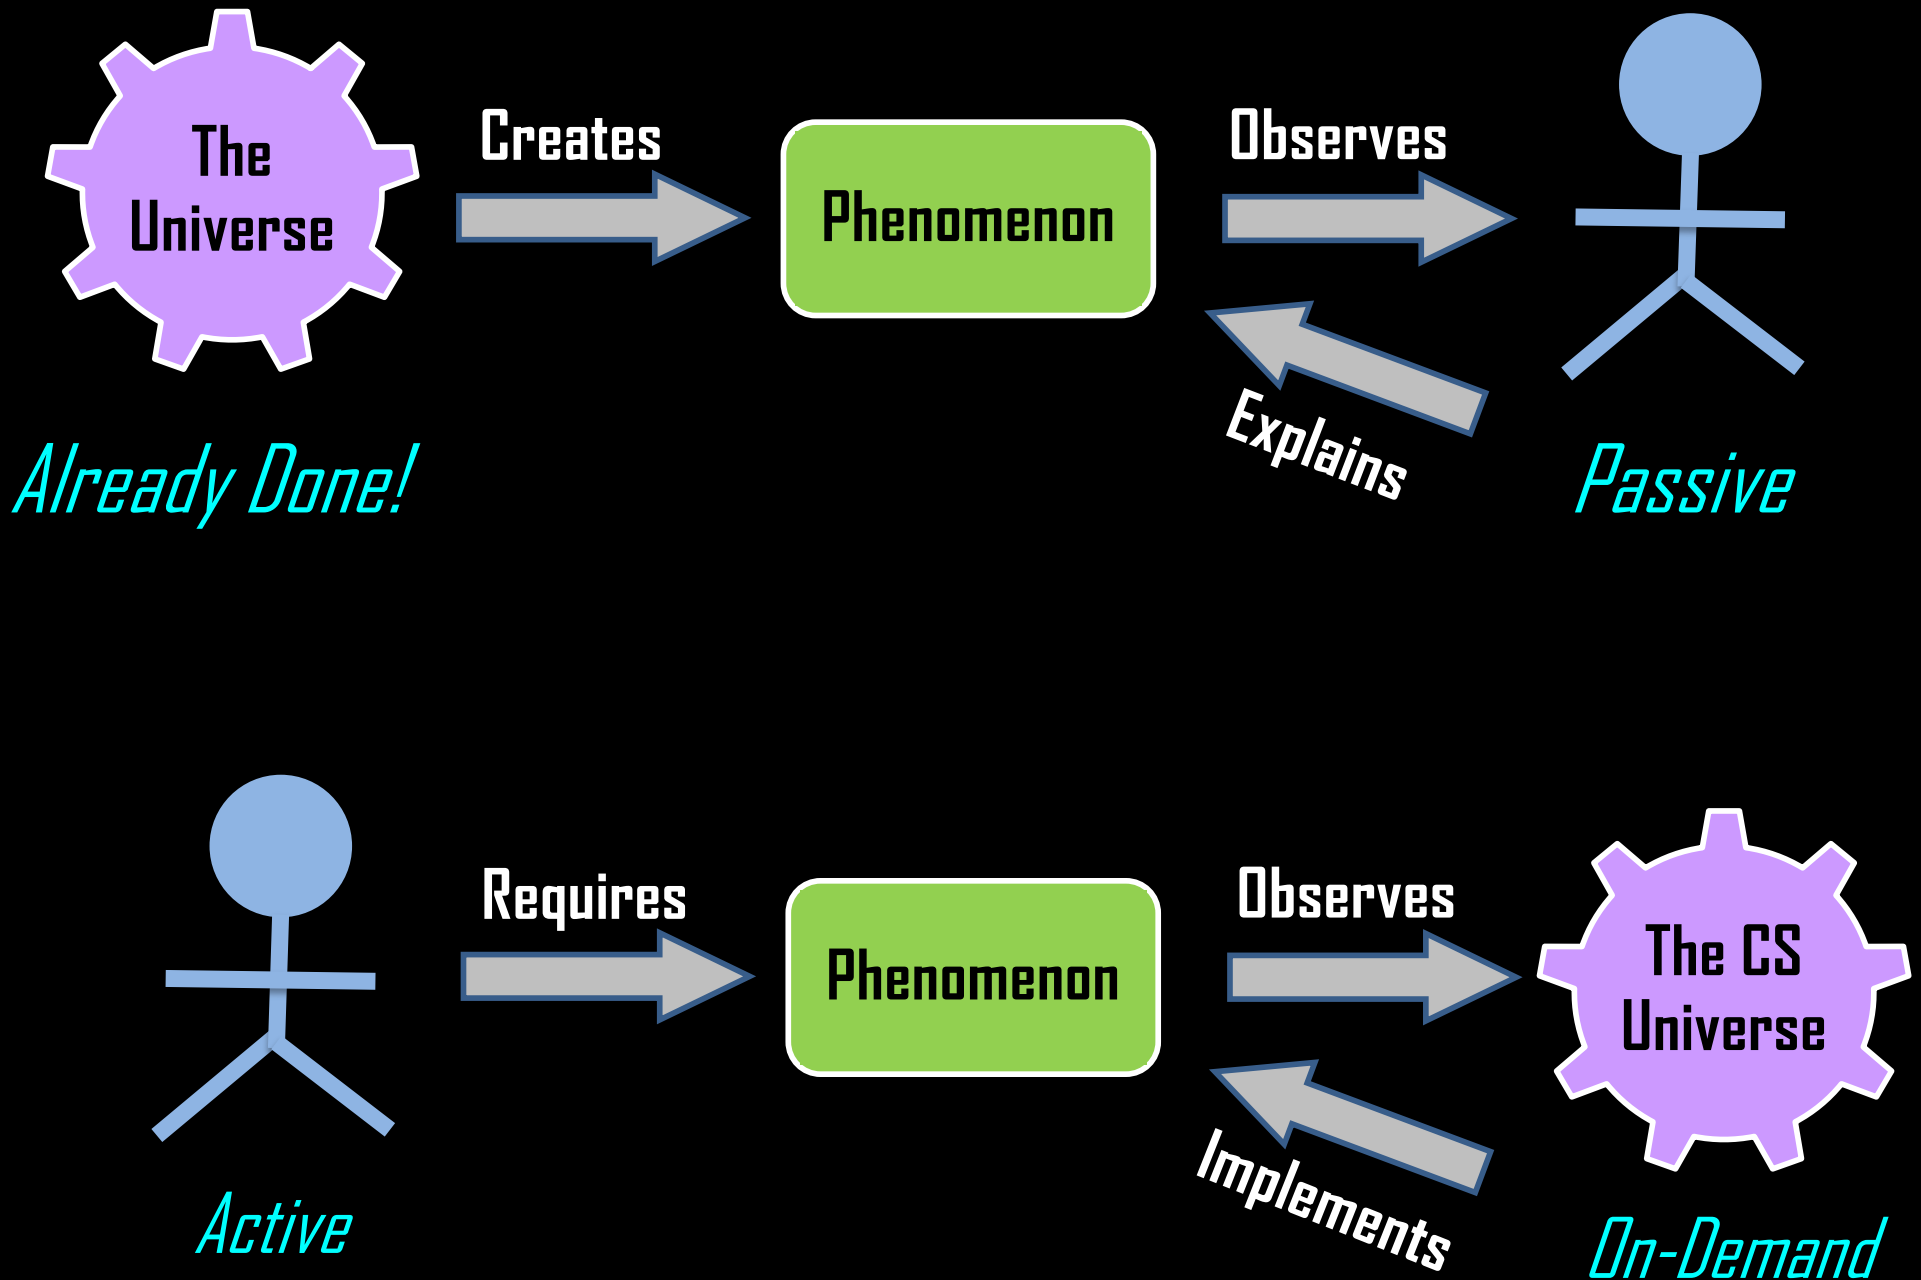 The
Universe
Creates
Phenomenon
Observes
Explains
Already Done!
Passive
Requires
Phenomenon
Observes
The CS
Universe
Implements
Active
On-Demand